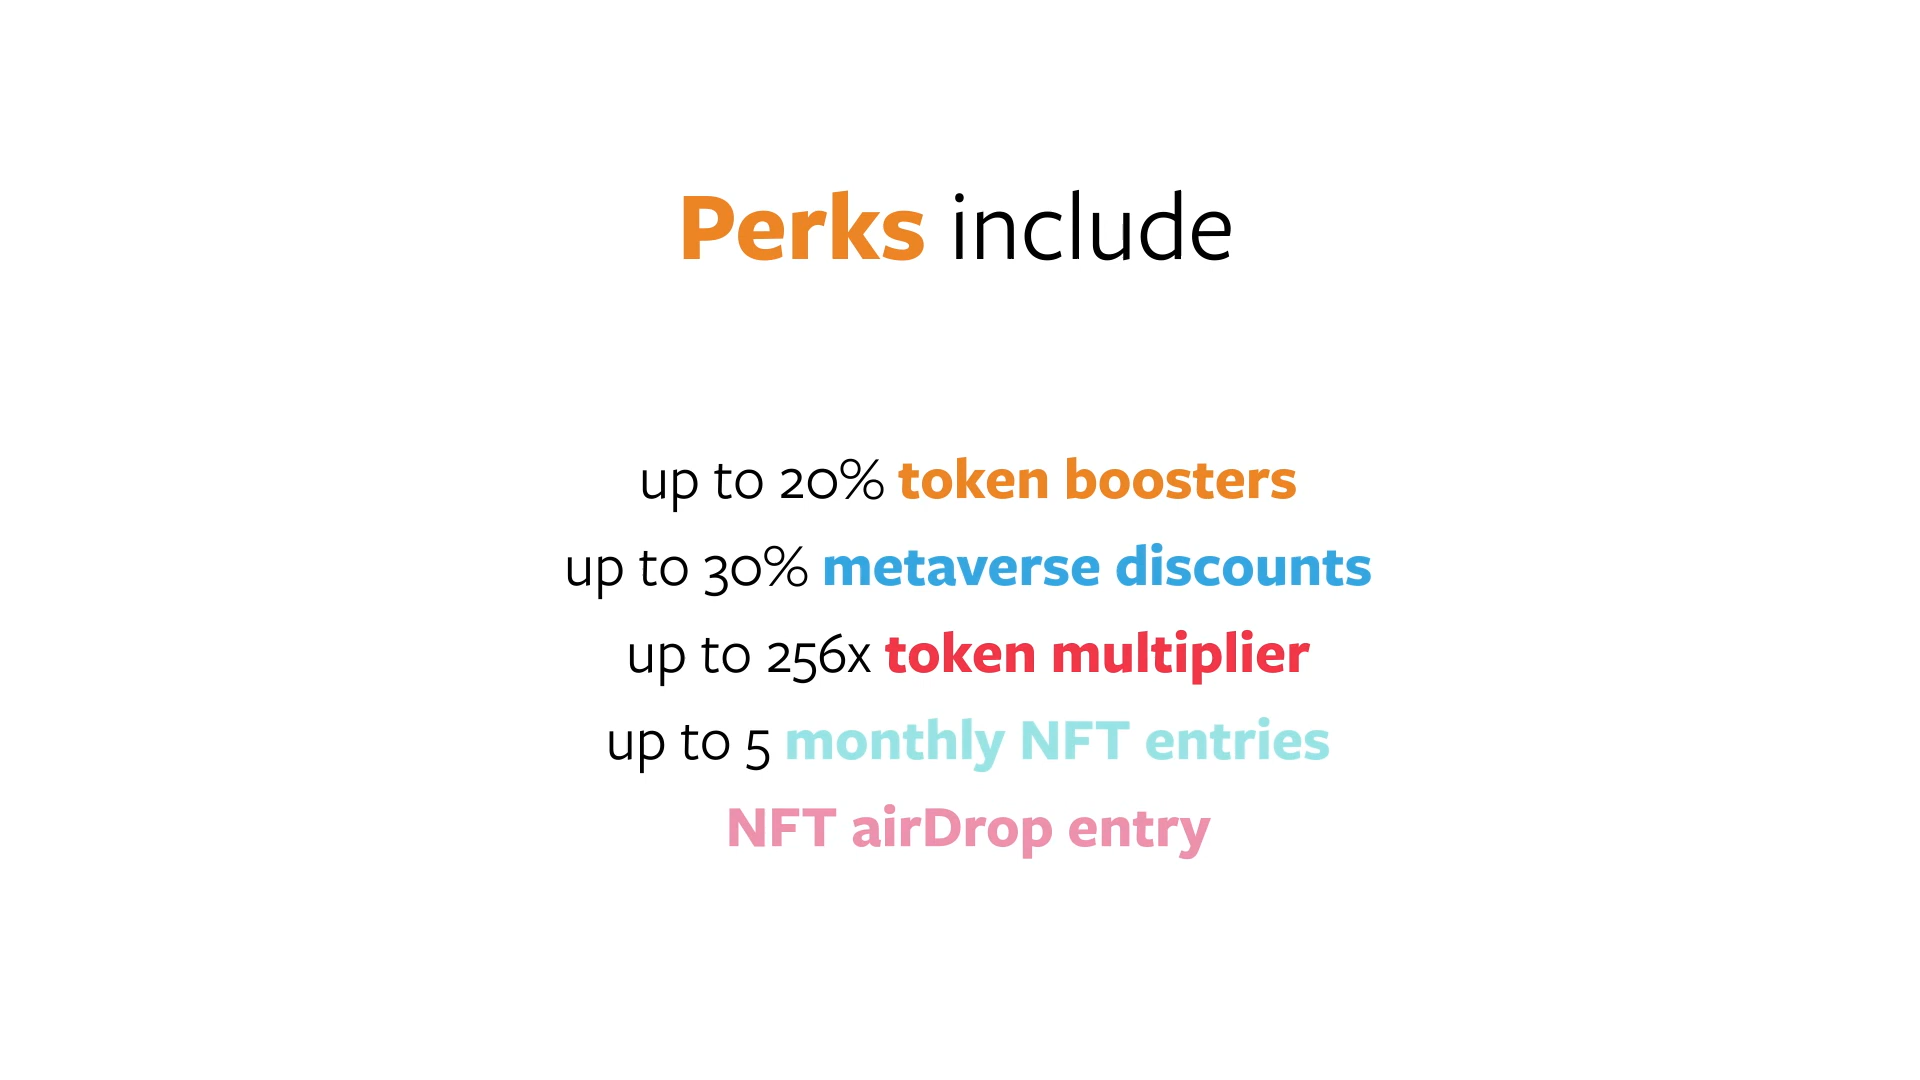 Perks include
up to 20% token boosters
up to 30% metaverse discounts
up to 256x token multiplier
up to 5 monthly NFT entries
NFT airDrop entry